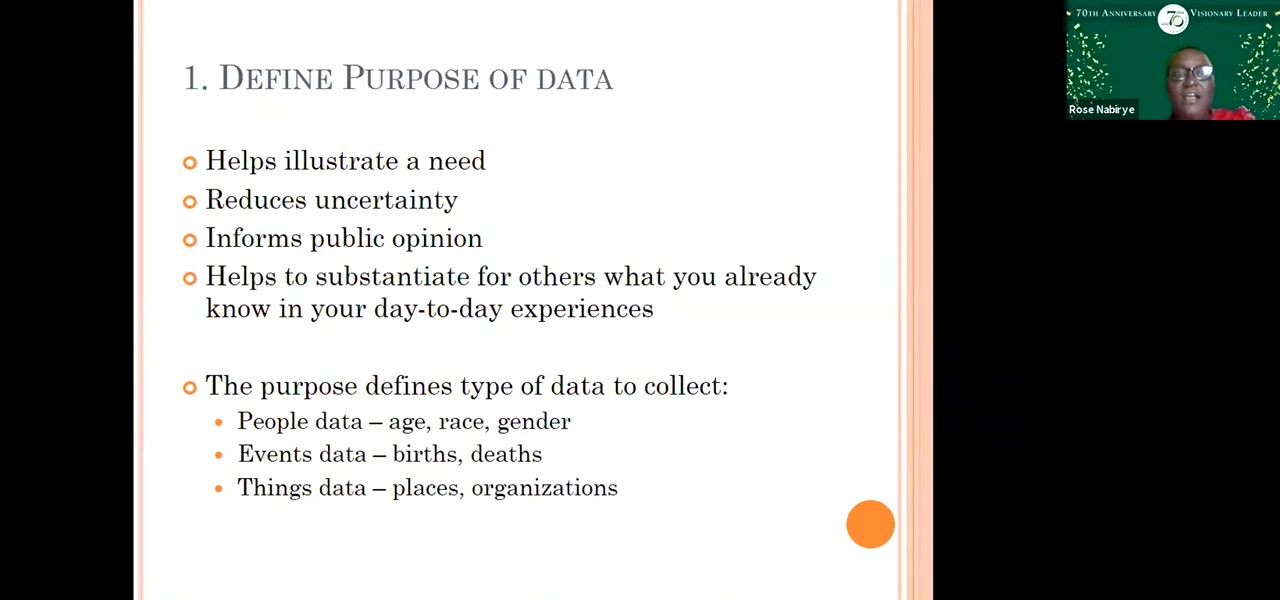 1. DEFINE PURPOSE OF DATA
Helps illustrate a need
Reduces uncertainty
Informs public opinion
Helps to substantiate for others what you already
know in your day-to-day experiences
The purpose defines type of data to collect:
People data – age, race, gender
Events data – births, deaths
Things data – places, organizations
70TH ANNIVERSARY 70 VISIONARY LEADER
Rose Nabirye